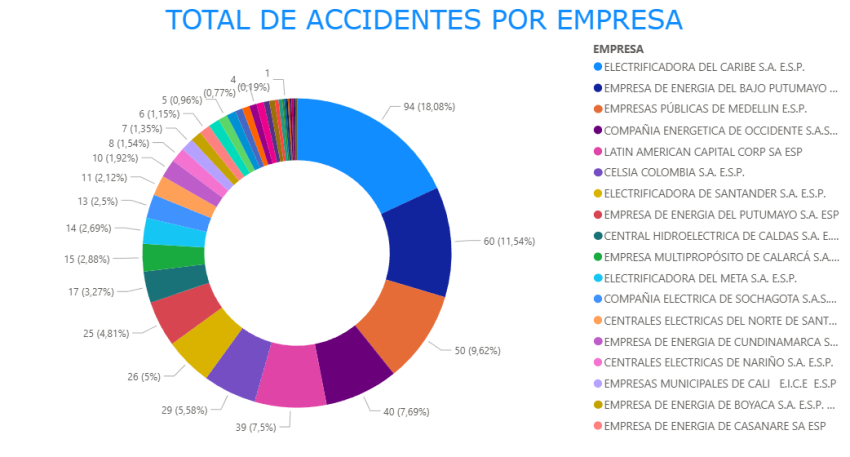 TOTAL DE ACCIDENTES POR EMPRESA
EMPRESA
ELECTRIFICADORA DEL CARIBE S.A. E.S.P.
EMPRESA DE ENERGIA DEL BAJO PUTUMAYO ...
EMPRESAS PÚBLICAS DE MEDELLIN E.S.P.
COMPAÑIA ENERGETICA DE OCCIDENTE S.A.S...
LATIN AMERICAN CAPITAL CORP SA ESP
CELSIA COLOMBIA S.A. E.S.P.
ELECTRIFICADORA DE SANTANDER S.A. E.S.P.
EMPRESA DE ENERGIA DEL PUTUMAYO S.A. ESP
CENTRAL HIDROELECTRICA DE CALDAS S.A. E....
EMPRESA MULTIPROPÓSITO DE CALARCÁ S.A....
ELECTRIFICADORA DEL META S.A. E.S.P.
COMPAÑIA ELECTRICA DE SOCHAGOTA S.A.S....
CENTRALES ELECTRICAS DEL NORTE DE SANT...
EMPRESA DE ENERGIA DE CUNDINAMARCA S...
CENTRALES ELECTRICAS DE NARIÑO S.A. E.S.P.
EMPRESAS MUNICIPALES DE CALI E.I.C.E E.S.P
EMPRESA DE ENERGIA DE BOYACA S.A. E.S.P. ...
EMPRESA DE ENERGIA DE CASANARE SA ESP
94 (18,08%)
60 (11,54%)
50 (9,62%)
40 (7,69%)
39 (7,5%)
29 (5,58%)
26 (5%)
25 (4,81%)
17 (3,27%)
15 (2,88%)
14 (2,69%)
13 (2,5%)
11 (2,12%)
10 (1,92%)
8 (1,54%)
7 (1,35%)
6 (1,15%)
5 (0,96%)
4
(0,77%)
1
(0,19%)